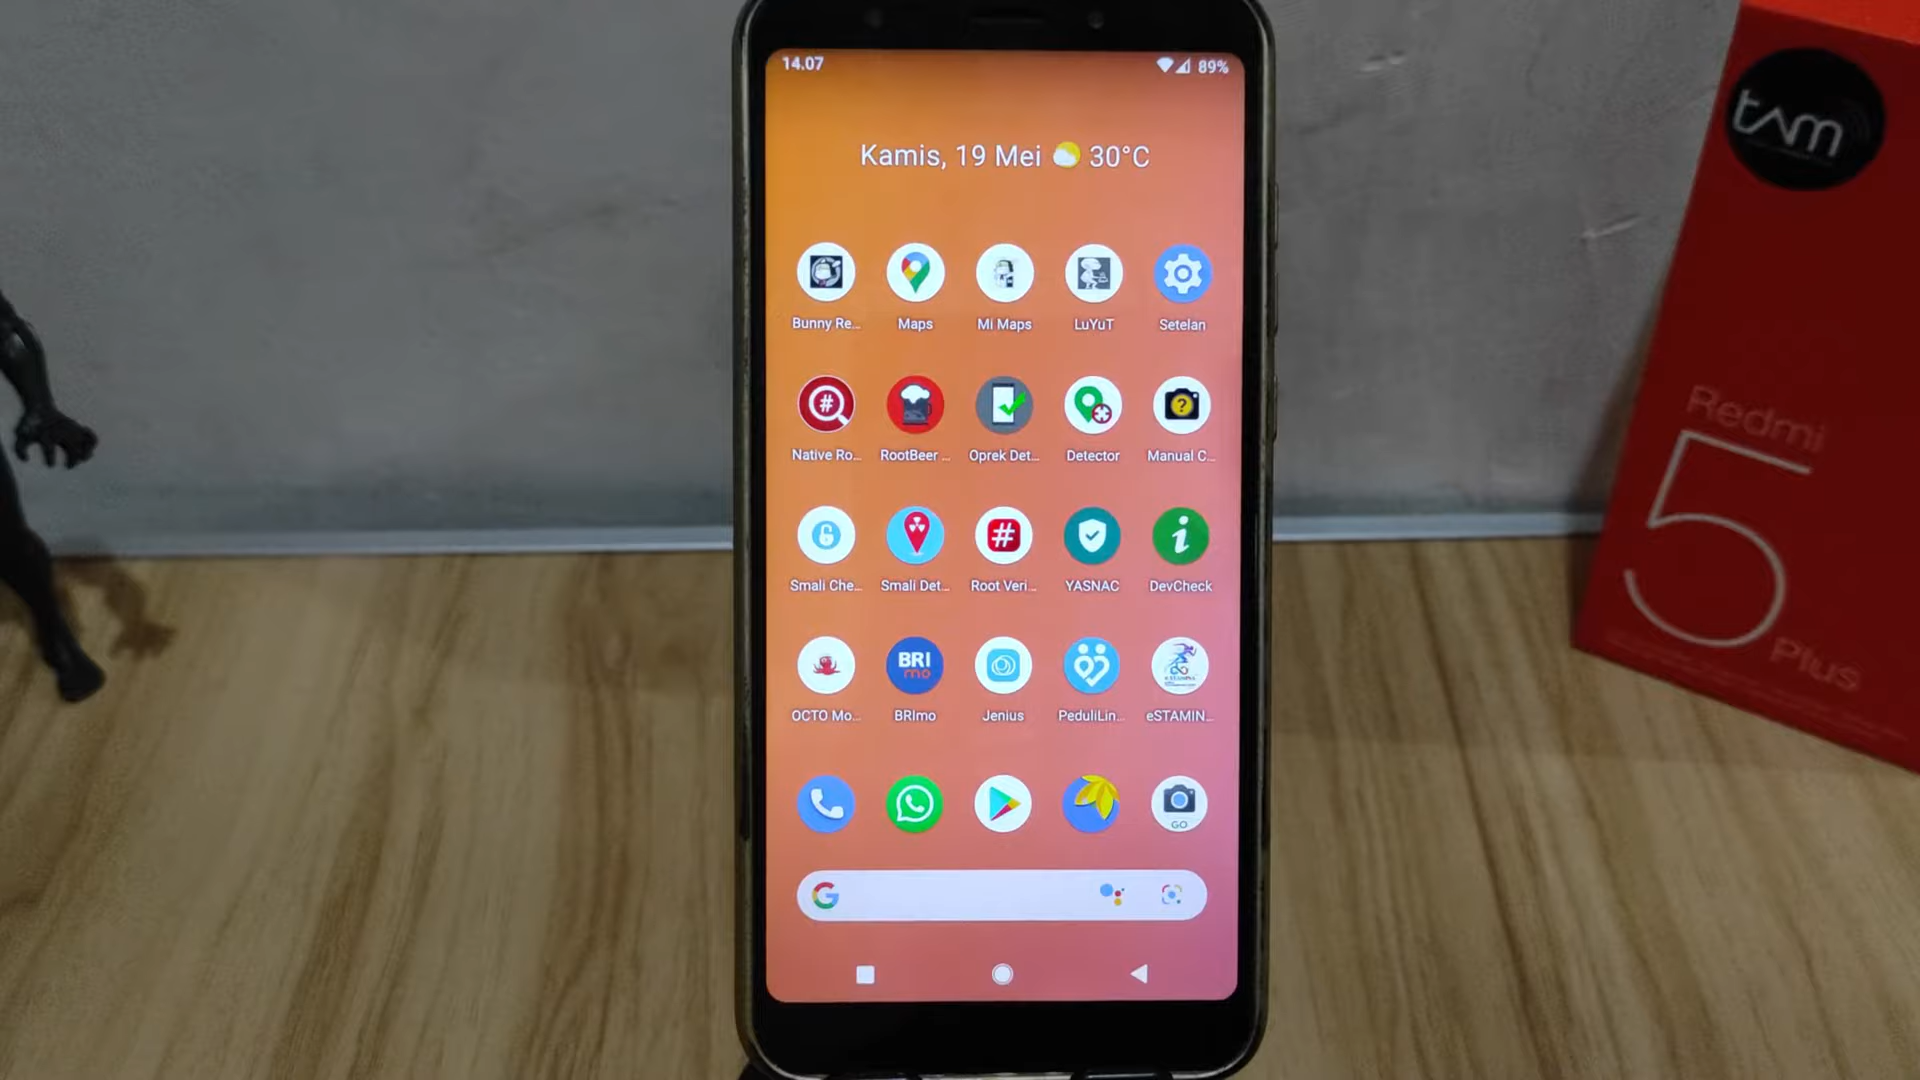 14.07
89%
Kamis, 19 Mei 30°C
Bunny Re...
Maps
Mi Maps
LuYuT
Setelan
Native Ro...
RootBeer ...
Oprek Det...
Detector
Manual C...
Smali Che...
Smali Det...
Root Veri...
YASNAC
DevCheck
BRI
mo
OCTO Mo...
BRImo
Jenius
PeduliLin...
eSTAMIN...
GO
tam
Redmi
5
Plus